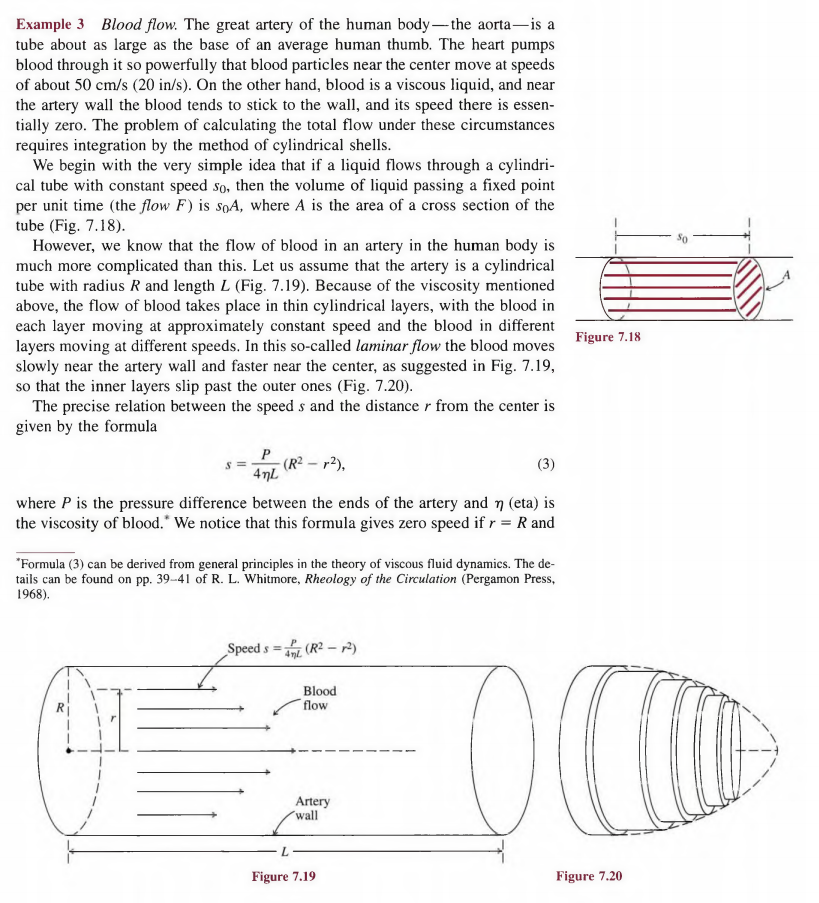 Example 3 Blood flow. The great artery of the human body—the aorta—is a
tube about as large as the base of an average human thumb. The heart pumps
blood through it so powerfully that blood particles near the center move at speeds
of about 50 cm/s (20 in/s). On the other hand, blood is a viscous liquid, and near
the artery wall the blood tends to stick to the wall, and its speed there is essen-
tially zero. The problem of calculating the total flow under these circumstances
requires integration by the method of cylindrical shells.
We begin with the very simple idea that if a liquid flows through a cylindri-
cal tube with constant speed s₀, then the volume of liquid passing a fixed point
per unit time (the flow F) is s₀A, where A is the area of a cross section of the
tube (Fig. 7.18).
However, we know that the flow of blood in an artery in the human body is
much more complicated than this. Let us assume that the artery is a cylindrical
tube with radius R and length L (Fig. 7.19). Because of the viscosity mentioned
above, the flow of blood takes place in thin cylindrical layers, with the blood in
each layer moving at approximately constant speed and the blood in different
layers moving at different speeds. In this so-called laminar flow the blood moves
slowly near the artery wall and faster near the center, as suggested in Fig. 7.19,
so that the inner layers slip past the outer ones (Fig. 7.20).
The precise relation between the speed s and the distance r from the center is
given by the formula
s = P/4ηL (R² − r²), (3)
where P is the pressure difference between the ends of the artery and η (eta) is
the viscosity of blood.* We notice that this formula gives zero speed if r = R and
*Formula (3) can be derived from general principles in the theory of viscous fluid dynamics. The de-
tails can be found on pp. 39–41 of R. L. Whitmore, Rheology of the Circulation (Pergamon Press,
1968).
s₀
A
Figure 7.18
Speed s = P/4ηL (R² − r²)
R
r
Blood
flow
Artery
wall
L
Figure 7.19
Figure 7.20